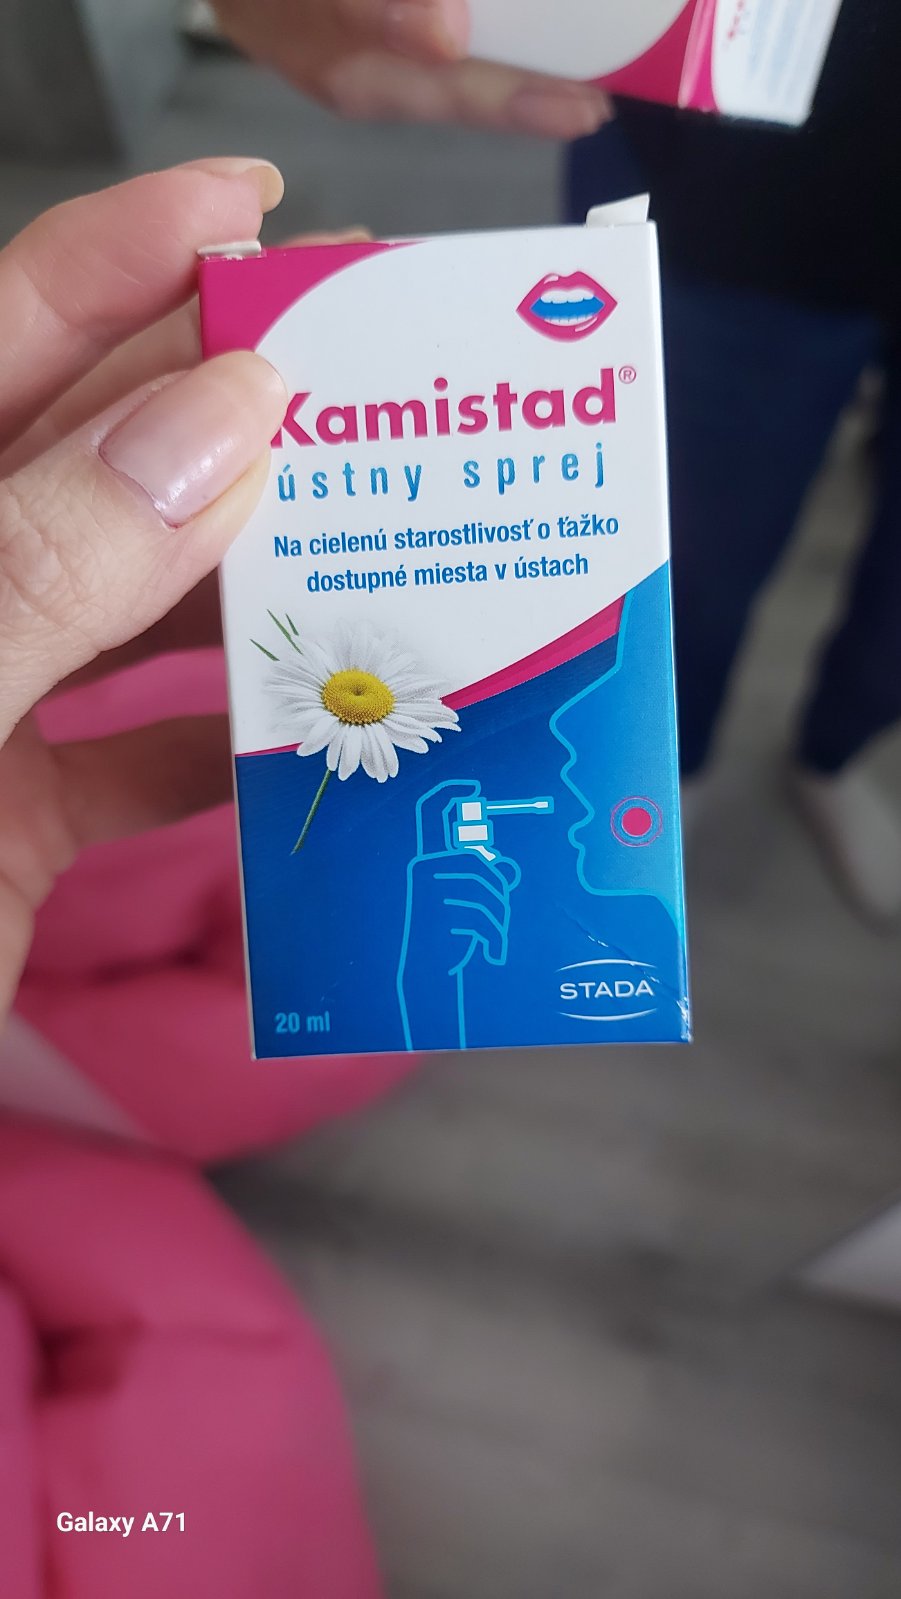 Kamistad®
ústny sprej
Na cielenú starostlivosť o ťažko
dostupné miesta v ústach
STADA
20 ml
Galaxy A71